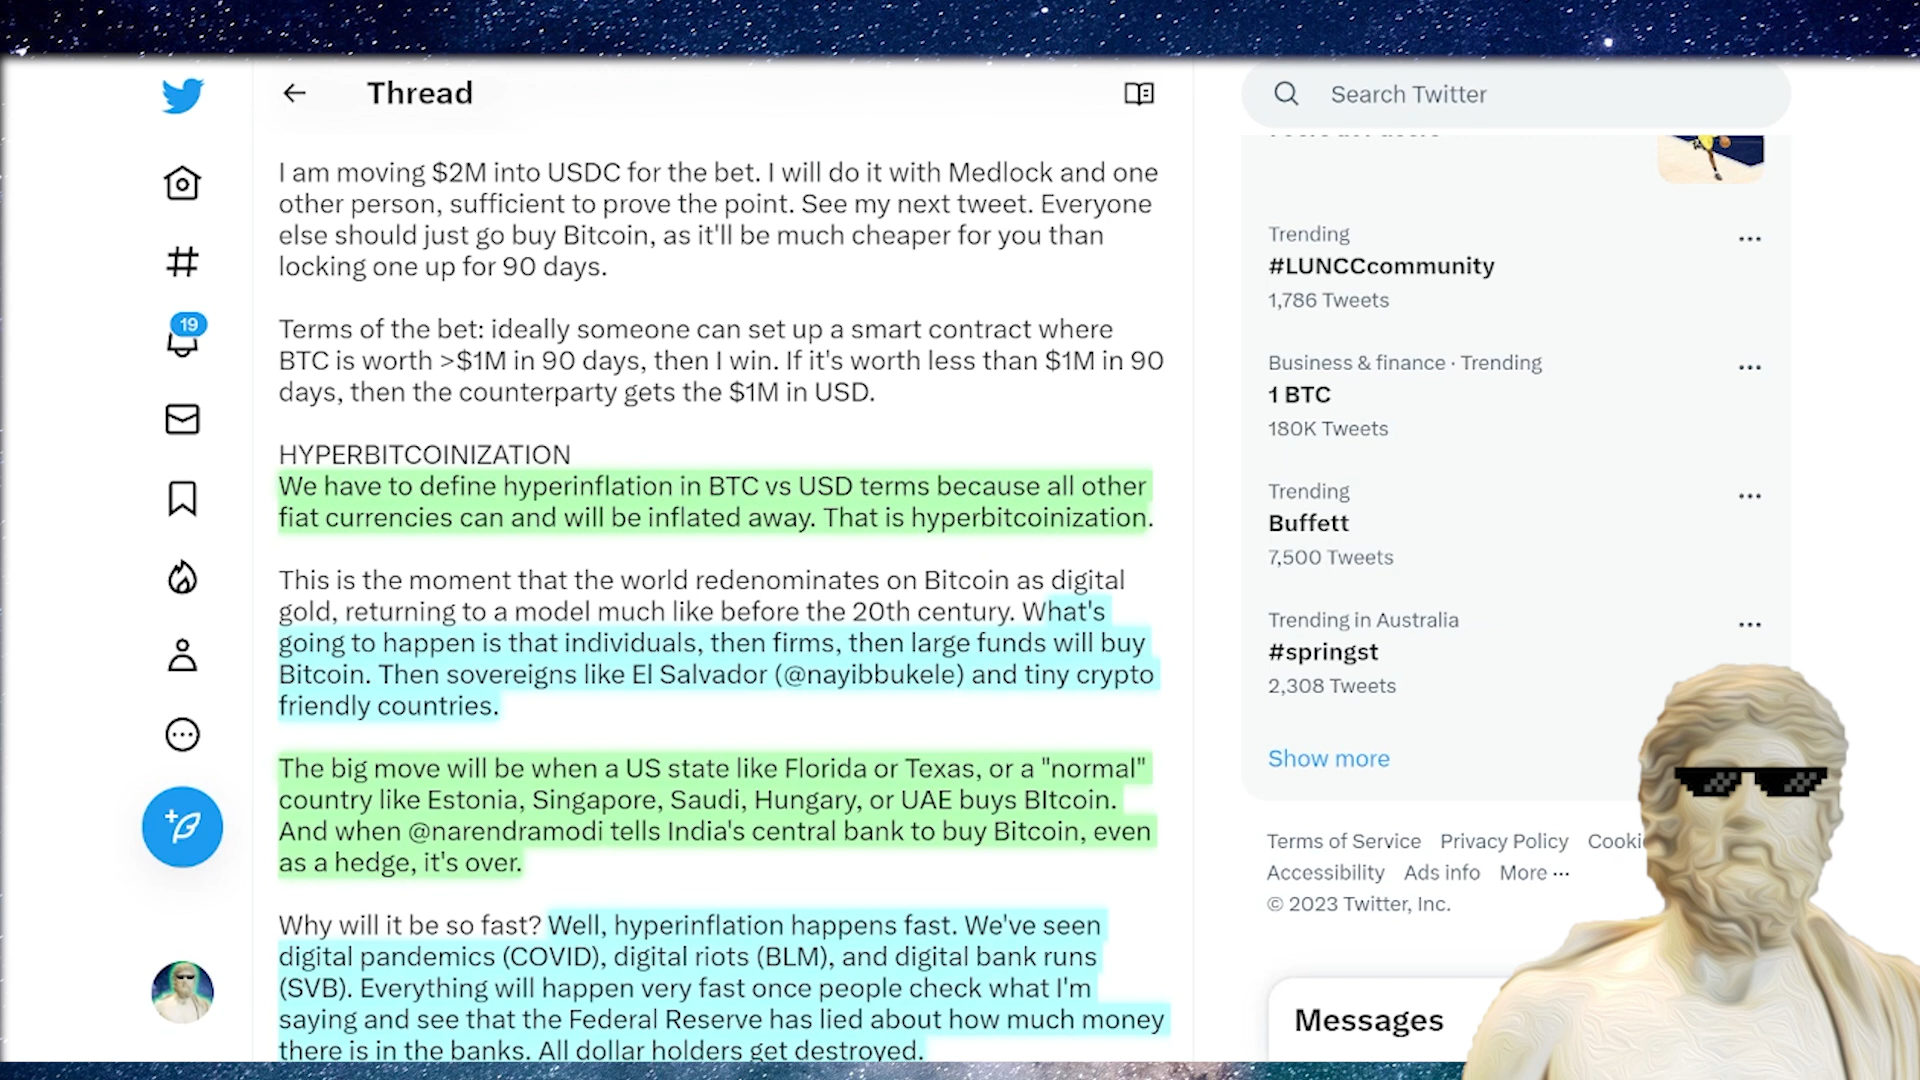 Thread
Search Twitter
I am moving $2M into USDC for the bet. I will do it with Medlock and one
other person, sufficient to prove the point. See my next tweet. Everyone
else should just go buy Bitcoin, as it'll be much cheaper for you than
locking one up for 90 days.
Terms of the bet: ideally someone can set up a smart contract where
BTC is worth >$1M in 90 days, then I win. If it's worth less than $1M in 90
days, then the counterparty gets the $1M in USD.
HYPERBITCOINIZATION
We have to define hyperinflation in BTC vs USD terms because all other
fiat currencies can and will be inflated away. That is hyperbitcoinization.
This is the moment that the world redenominates on Bitcoin as digital
gold, returning to a model much like before the 20th century. What's
going to happen is that individuals, then firms, then large funds will buy
Bitcoin. Then sovereigns like El Salvador (@nayibbukele) and tiny crypto
friendly countries.
The big move will be when a US state like Florida or Texas, or a "normal"
country like Estonia, Singapore, Saudi, Hungary, or UAE buys BItcoin.
And when @narendramodi tells India's central bank to buy Bitcoin, even
as a hedge, it's over.
Why will it be so fast? Well, hyperinflation happens fast. We've seen
digital pandemics (COVID), digital riots (BLM), and digital bank runs
(SVB). Everything will happen very fast once people check what I'm
saying and see that the Federal Reserve has lied about how much money
there is in the banks. All dollar holders get destroyed.
19
Trending
#LUNCCcommunity
1,786 Tweets
Business & finance · Trending
1 BTC
180K Tweets
Trending
Buffett
7,500 Tweets
Trending in Australia
#springst
2,308 Tweets
Show more
Terms of Service Privacy Policy
Accessibility Ads info More ···
© 2023 Twitter, Inc.
Messages